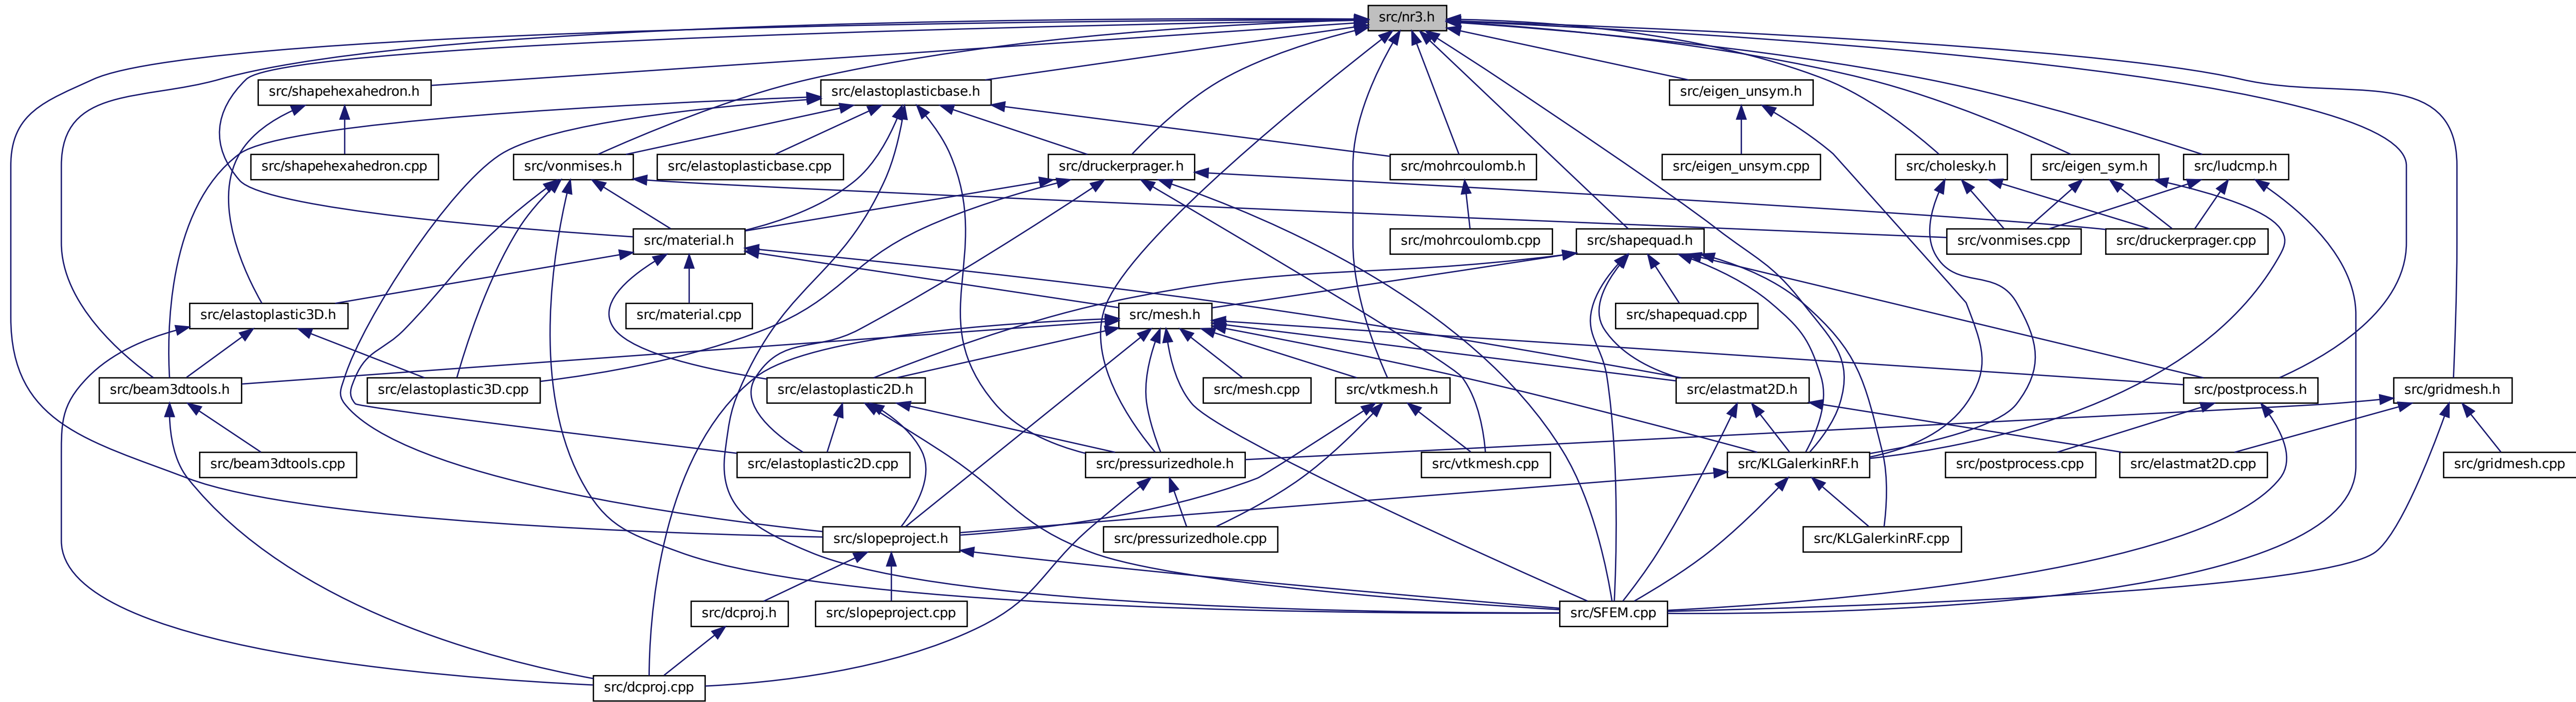 src/nr3.h
src/shapehexahedron.h
src/elastoplasticbase.h
src/eigen_unsym.h
src/shapehexahedron.cpp
src/vonmises.h
src/elastoplasticbase.cpp
src/druckerprager.h
src/mohrcoulomb.h
src/eigen_unsym.cpp
src/cholesky.h
src/eigen_sym.h
src/ludcmp.h
src/material.h
src/mohrcoulomb.cpp
src/shapequad.h
src/vonmises.cpp
src/druckerprager.cpp
src/elastoplastic3D.h
src/material.cpp
src/mesh.h
src/shapequad.cpp
src/beam3dtools.h
src/elastoplastic3D.cpp
src/elastoplastic2D.h
src/mesh.cpp
src/vtkmesh.h
src/elastmat2D.h
src/postprocess.h
src/gridmesh.h
src/beam3dtools.cpp
src/elastoplastic2D.cpp
src/pressurizedhole.h
src/vtkmesh.cpp
src/KLGalerkinRF.h
src/postprocess.cpp
src/elastmat2D.cpp
src/gridmesh.cpp
src/slopeproject.h
src/pressurizedhole.cpp
src/KLGalerkinRF.cpp
src/dcproj.h
src/slopeproject.cpp
src/SFEM.cpp
src/dcproj.cpp